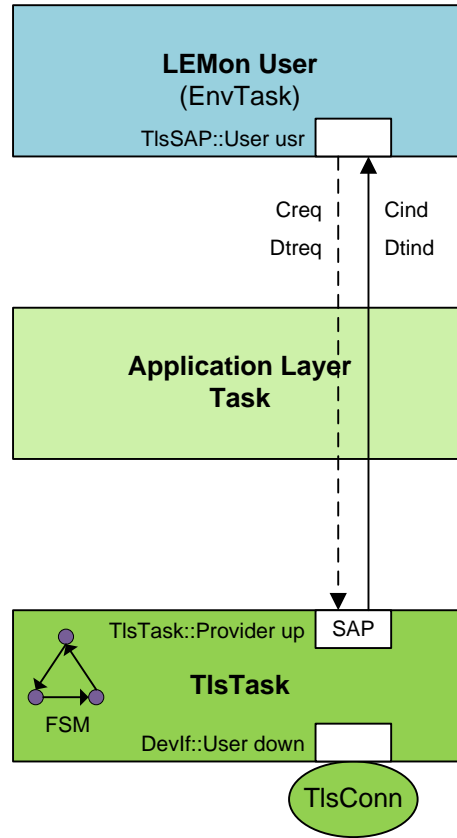 LEMon User
(EnvTask)
TlsSAP::User usr
Creq Cind
Dtreq Dtind
Application Layer
Task
TlsTask::Provider up SAP
TlsTask
FSM
DevIf::User down
TlsConn